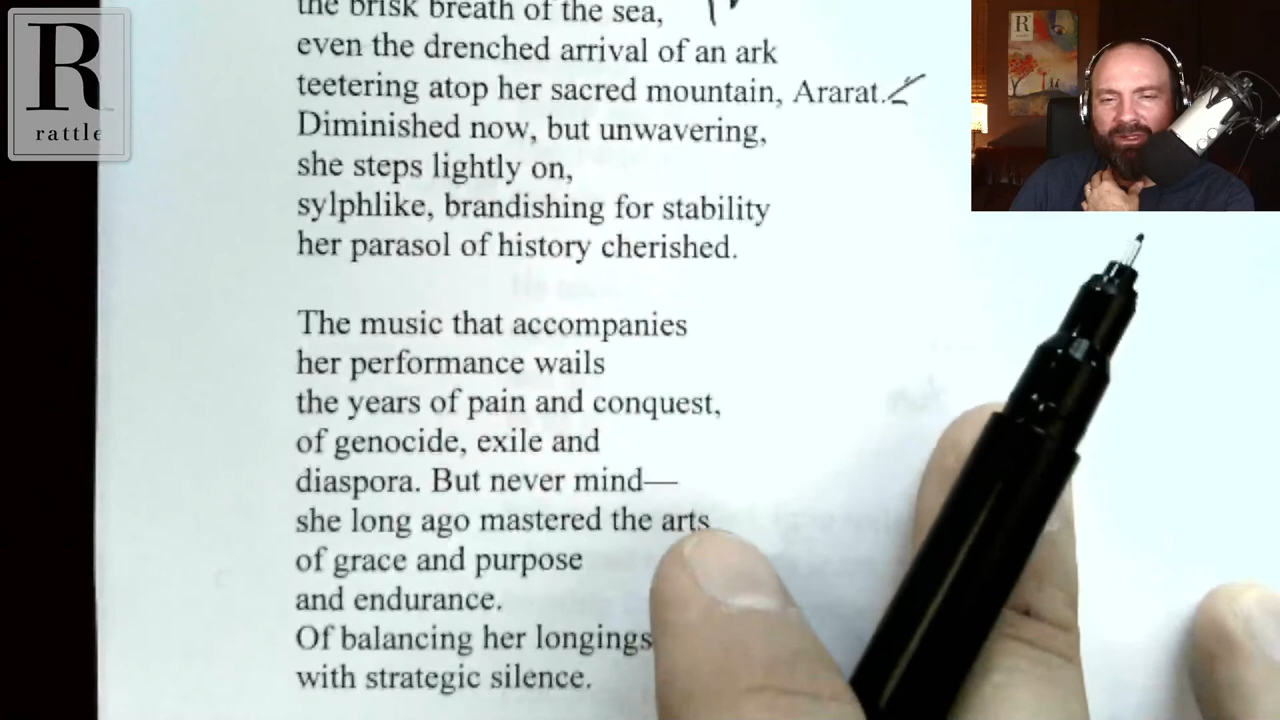 R
rattle
the brisk breath of the sea,
even the drenched arrival of an ark
teetering atop her sacred mountain, Ararat.
Diminished now, but unwavering,
she steps lightly on,
sylphlike, brandishing for stability
her parasol of history cherished.
The music that accompanies
her performance wails
the years of pain and conquest,
of genocide, exile and
diaspora. But never mind—
she long ago mastered the arts
of grace and purpose
and endurance.
Of balancing her longings
with strategic silence.
R